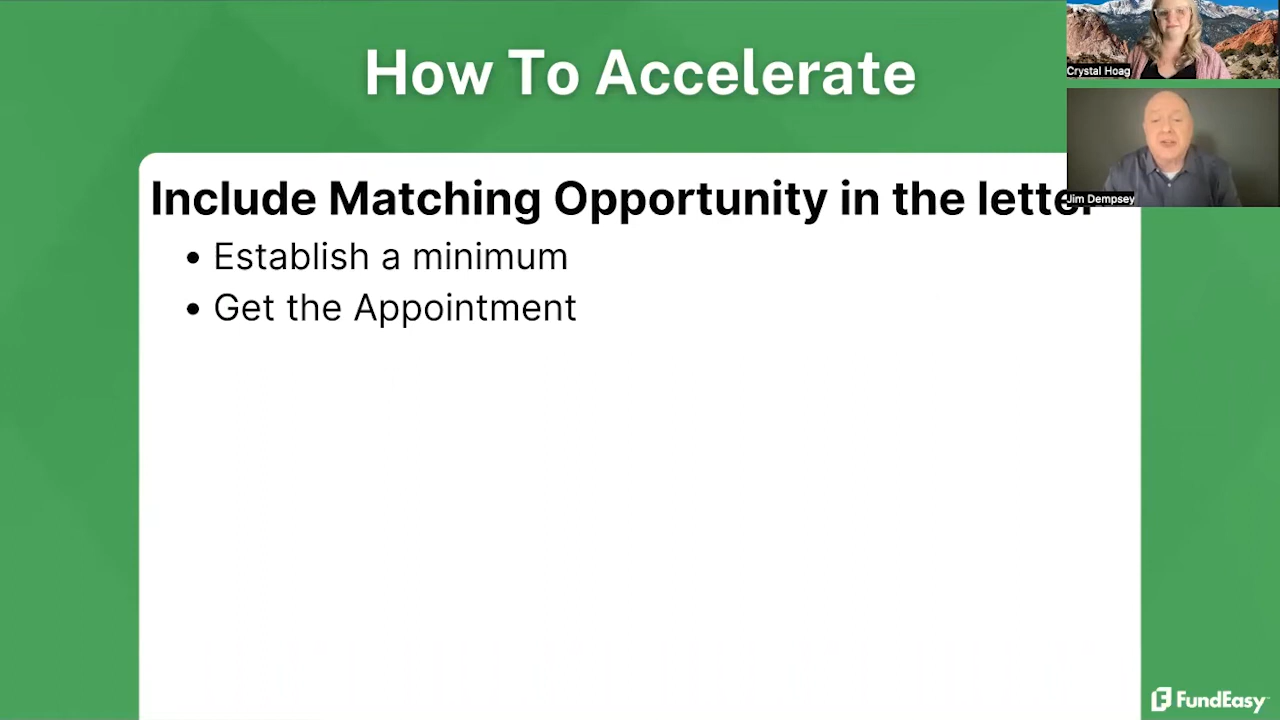 How To Accelerate
Crystal Hoag
Include Matching Opportunity in the letter
Jim Dempsey
• Establish a minimum
• Get the Appointment
FundEasy